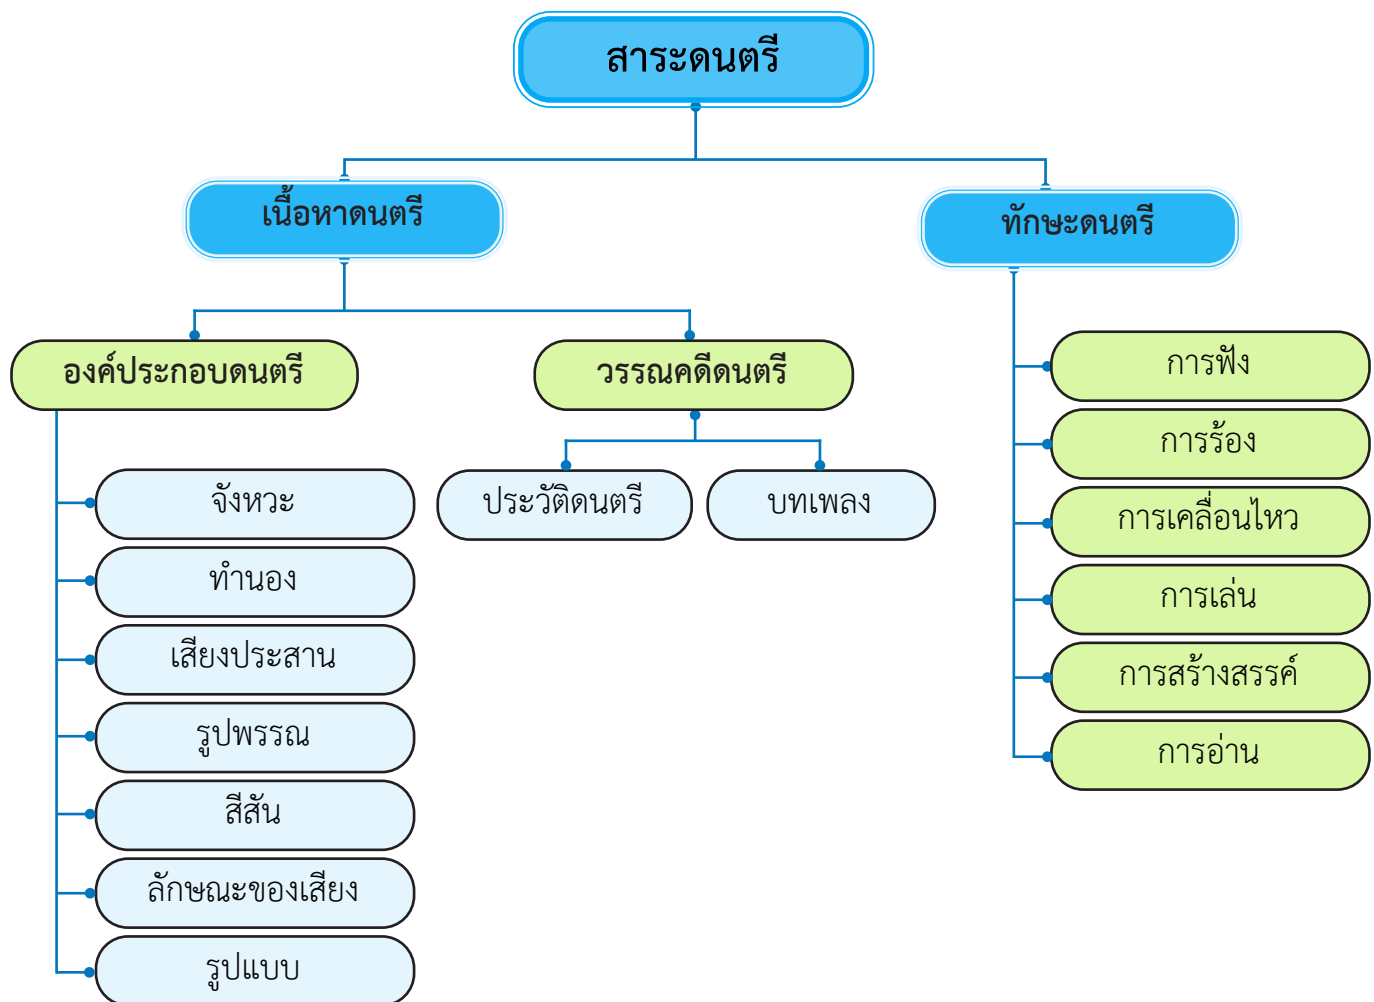 สาระดนตรี
เนื้อหาดนตรี
ทักษะดนตรี
องค์ประกอบดนตรี
วรรณคดีดนตรี
จังหวะ
ทำนอง
เสียงประสาน
รูปพรรณ
สีสัน
ลักษณะของเสียง
รูปแบบ
ประวัติดนตรี
บทเพลง
การฟัง
การร้อง
การเคลื่อนไหว
การเล่น
การสร้างสรรค์
การอ่าน